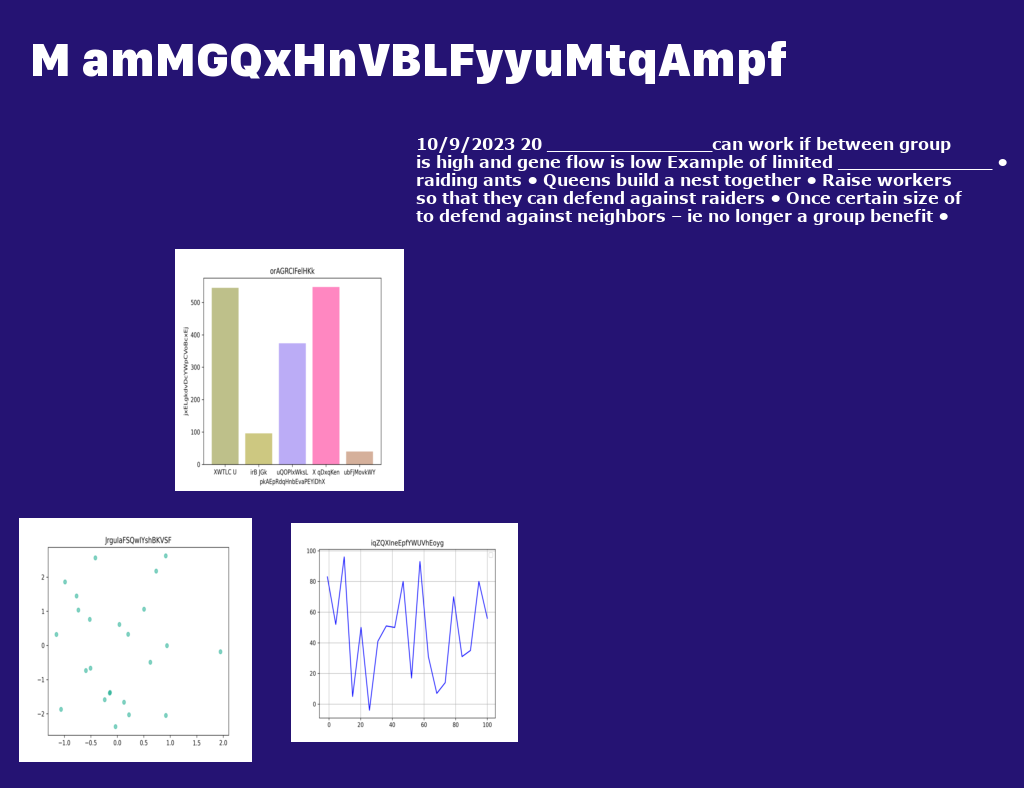 M amMGQxHnVBLFyyuMtqAmpf
10/9/2023 20 ___________________can work if between group
is high and gene flow is low Example of limited __________________ •
raiding ants • Queens build a nest together • Raise workers
so that they can defend against raiders • Once certain size of
to defend against neighbors – ie no longer a group benefit •
orAGRCIFeIHKk
500
400
300
200
100
0
XWTLC U irB JGk uQOPlxWksL X qDxqKen ubFjMovkWY
pkAEpRdqHnbEvaPEYiDhX
JrguIaFSQwIYshBKVSF
2
1
0
−1
−2
−1.0 −0.5 0.0 0.5 1.0 1.5 2.0
iqZQXIneEpfYWUVhEoyg
100
80
60
40
20
0
0 20 40 60 80 100